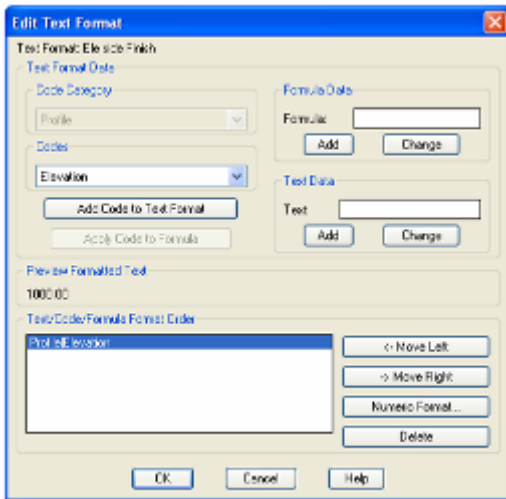 Edit Text Format
Text Format: Ele side Finish
Text Format Data
Code Category
Profile
Codes
Elevation
Add Code to Text Format
Apply Code to Formula
Formula Data
Formula:
Add
Change
Text Data
Text
Add
Change
Preview Formatted Text
1000.00
Text/Code/Formula Format Order
Profile|Elevation
<- Move Left
-> Move Right
Numeric Format...
Delete
OK
Cancel
Help